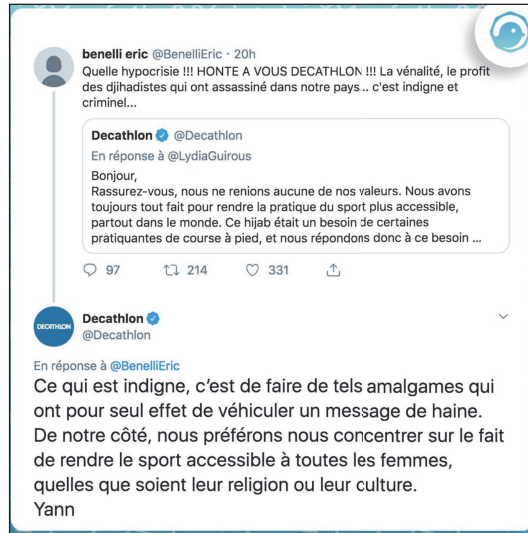 benelli eric @BenelliEric · 20h
Quelle hypocrisie !!! HONTE A VOUS DECATHLON !!! La vénalité, le profit
des djihadistes qui ont assassiné dans notre pays... c'est indigne et
criminel...
Decathlon @Decathlon
En réponse à @LydiaGuirous
Bonjour,
Rassurez-vous, nous ne renions aucune de nos valeurs. Nous avons
toujours tout fait pour rendre la pratique du sport plus accessible,
partout dans le monde. Ce hijab était un besoin de certaines
pratiquantes de course à pied, et nous répondons donc à ce besoin ...
97 214 331
DECATHLON
Decathlon
@Decathlon
En réponse à @BenelliEric
Ce qui est indigne, c'est de faire de tels amalgames qui
ont pour seul effet de véhiculer un message de haine.
De notre côté, nous préférons nous concentrer sur le fait
de rendre le sport accessible à toutes les femmes,
quelles que soient leur religion ou leur culture.
Yann